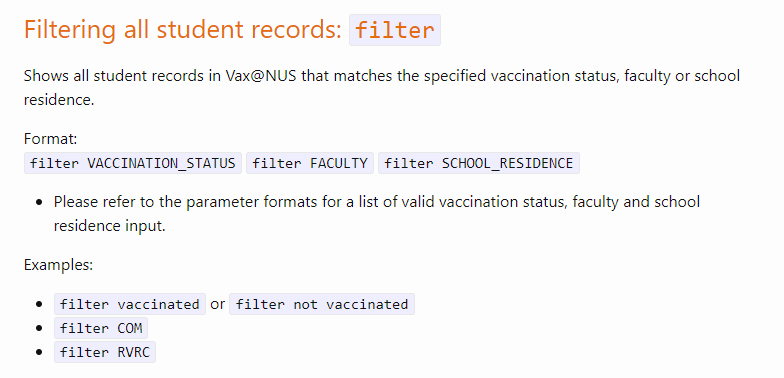 Filtering all student records: filter
Shows all student records in Vax@NUS that matches the specified vaccination status, faculty or school
residence.
Format:
filter VACCINATION_STATUS filter FACULTY filter SCHOOL_RESIDENCE
• Please refer to the parameter formats for a list of valid vaccination status, faculty and school
residence input.
Examples:
• filter vaccinated or filter not vaccinated
• filter COM
• filter RVRC